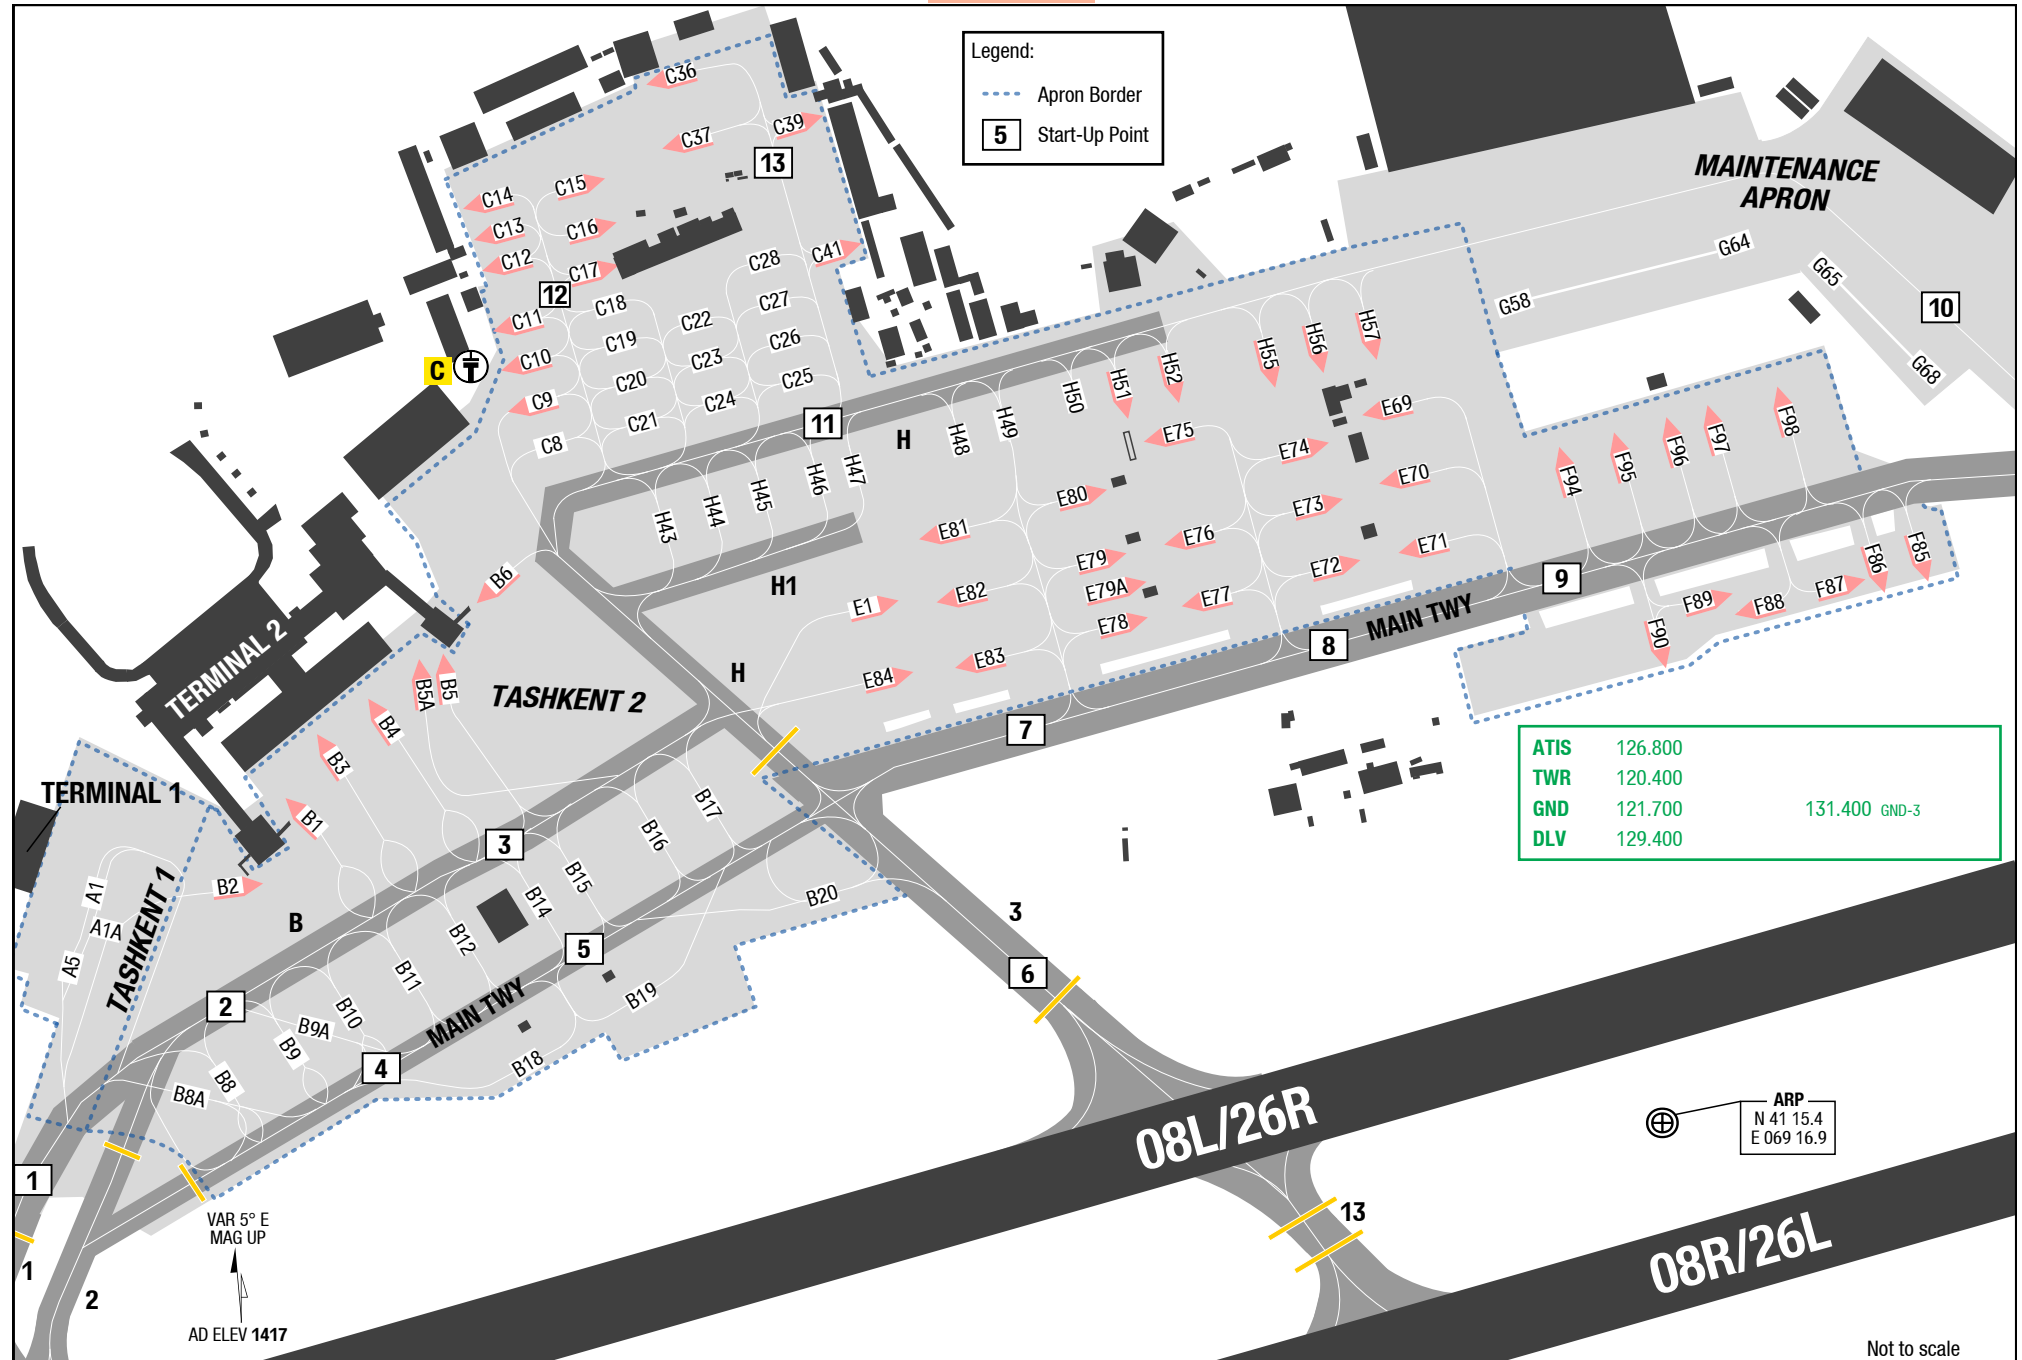 Legend:
Apron Border
5 Start-Up Point
C36
C37
C39
13
C14
C15
C13
C16
C12
C17
C41
12
C11
C18
C28
C22
C27
C10
C19
C23
C26
C
C9
C20
C24
C25
C8
C21
11
H
MAINTENANCE
APRON
G64
G58
G65
G68
10
H57
H56
H55
H52
H51
H50
H49
H48
H47
H46
H45
H44
H43
E69
E75
E74
E70
E80
E73
E81
E76
E71
E79
E72
E79A
E82
E77
E78
E1
E83
E84
F98
F97
F96
F95
F94
F85
F86
F87
F88
F89
F90
9
MAIN TWY
8
7
H1
H
B6
TERMINAL 2
TASHKENT 2
B5A
B5
B4
B3
B1
B2
TERMINAL 1
A1
A1A
A5
TASHKENT 1
B
3
B17
B16
B15
B14
B12
B11
B10
B9A
B9
B8
B8A
B20
B19
B18
5
2
4
MAIN TWY
3
6
ATIS 126.800
TWR 120.400
GND 121.700 131.400 GND-3
DLV 129.400
08L/26R
ARP
N 41 15.4
E 069 16.9
13
08R/26L
1
1
2
VAR 5° E
MAG UP
AD ELEV 1417
Not to scale